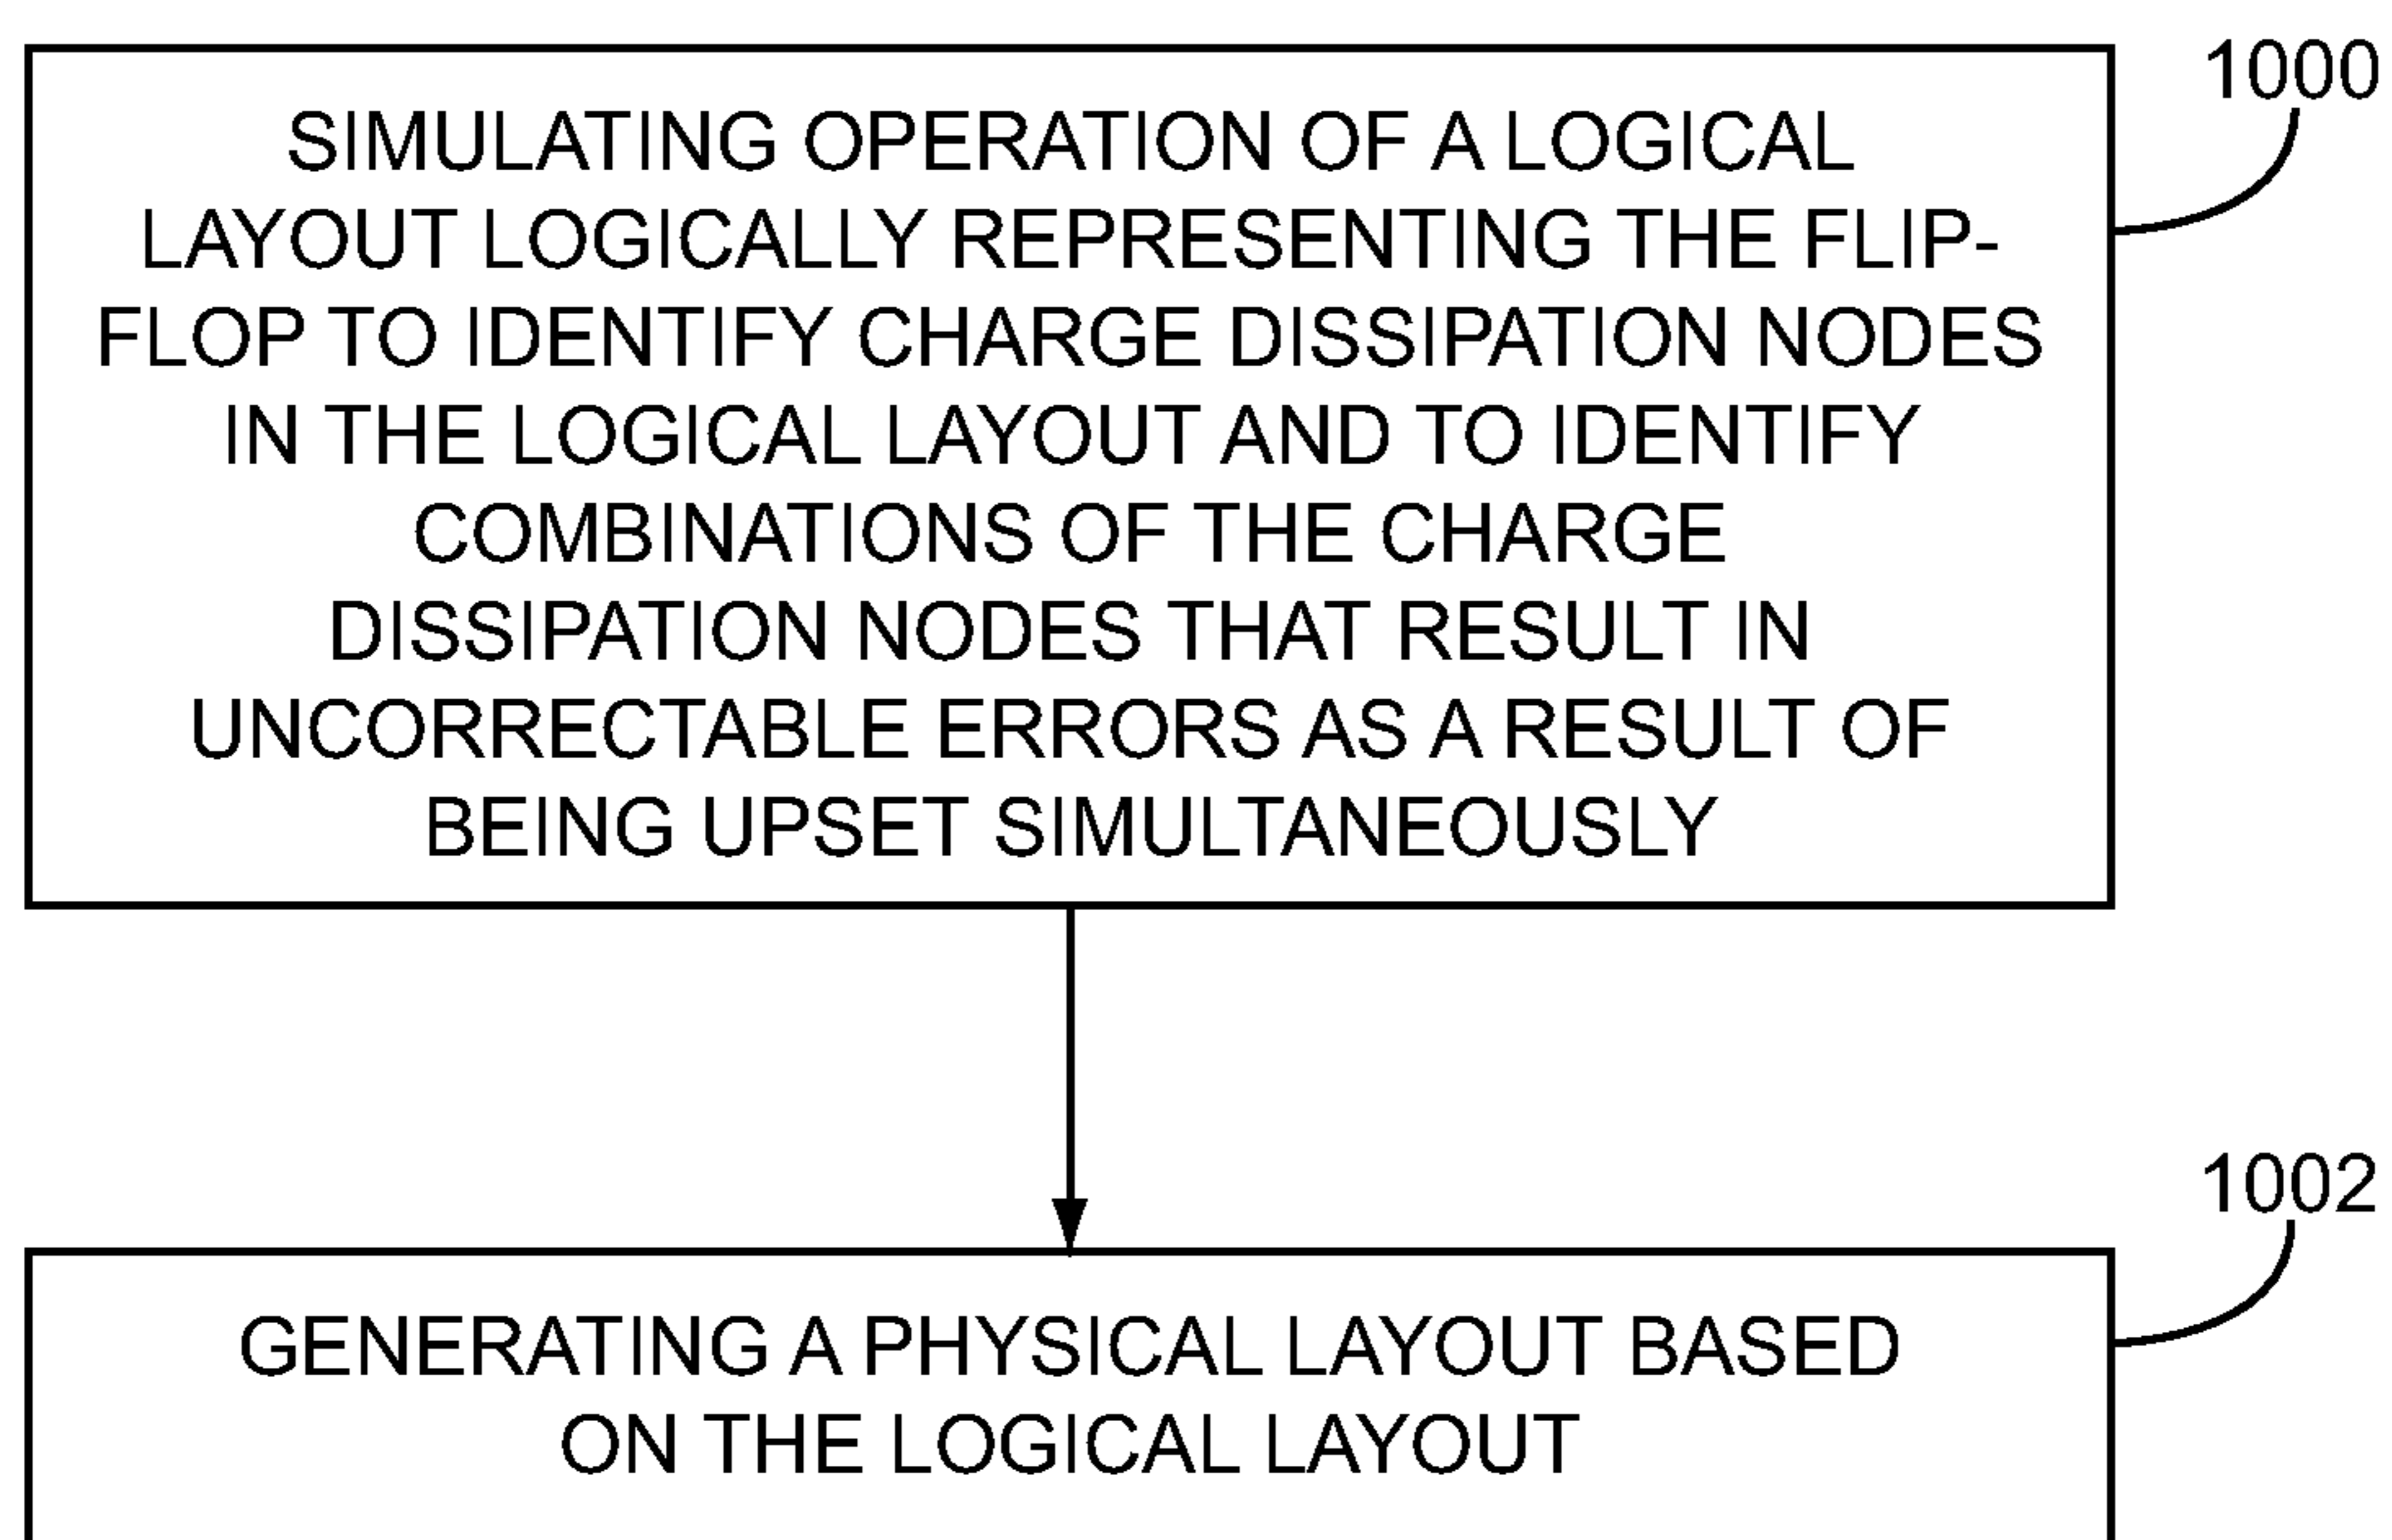 1000
SIMULATING OPERATION OF A LOGICAL
LAYOUT LOGICALLY REPRESENTING THE FLIP-
FLOP TO IDENTIFY CHARGE DISSIPATION NODES
IN THE LOGICAL LAYOUT AND TO IDENTIFY
COMBINATIONS OF THE CHARGE
DISSIPATION NODES THAT RESULT IN
UNCORRECTABLE ERRORS AS A RESULT OF
BEING UPSET SIMULTANEOUSLY
1002
GENERATING A PHYSICAL LAYOUT BASED
ON THE LOGICAL LAYOUT